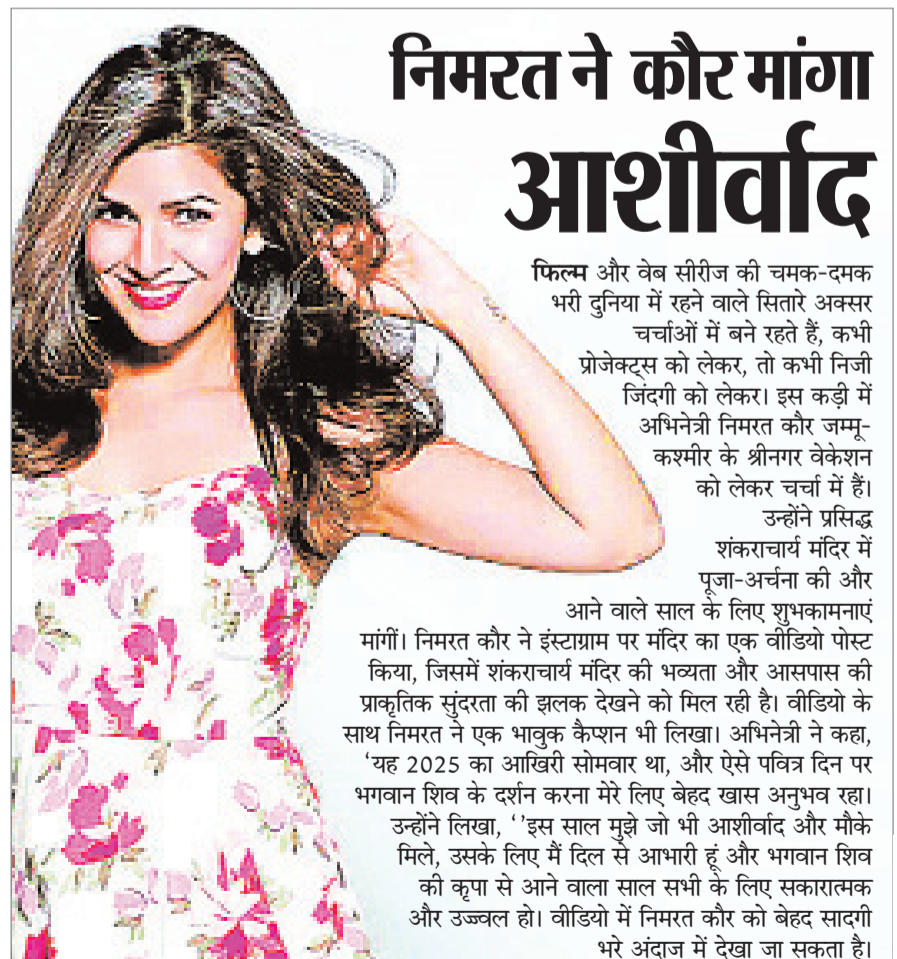 निमरत ने कौर मांगा
आशीर्वाद
फिल्म और वेब सीरीज की चमक-दमक
भरी दुनिया में रहने वाले सितारे अक्सर
चर्चाओं में बने रहते हैं, कभी
प्रोजेक्ट्स को लेकर, तो कभी निजी
जिंदगी को लेकर। इस कड़ी में
अभिनेत्री निमरत कौर जम्मू-
कश्मीर के श्रीनगर वेकेशन
को लेकर चर्चा में हैं।
उन्होंने प्रसिद्ध
शंकराचार्य मंदिर में
पूजा-अर्चना की और
आने वाले साल के लिए शुभकामनाएं
मांगीं। निमरत कौर ने इंस्टाग्राम पर मंदिर का एक वीडियो पोस्ट
किया, जिसमें शंकराचार्य मंदिर की भव्यता और आसपास की
प्राकृतिक सुंदरता की झलक देखने को मिल रही है। वीडियो के
साथ निमरत ने एक भावुक कैप्शन भी लिखा। अभिनेत्री ने कहा,
'यह 2025 का आखिरी सोमवार था, और ऐसे पवित्र दिन पर
भगवान शिव के दर्शन करना मेरे लिए बेहद खास अनुभव रहा।
उन्होंने लिखा, ‘’इस साल मुझे जो भी आशीर्वाद और मौके
मिले, उसके लिए मैं दिल से आभारी हूं और भगवान शिव
की कृपा से आने वाला साल सभी के लिए सकारात्मक
और उज्ज्वल हो। वीडियो में निमरत कौर को बेहद सादगी
भरे अंदाज में देखा जा सकता है।